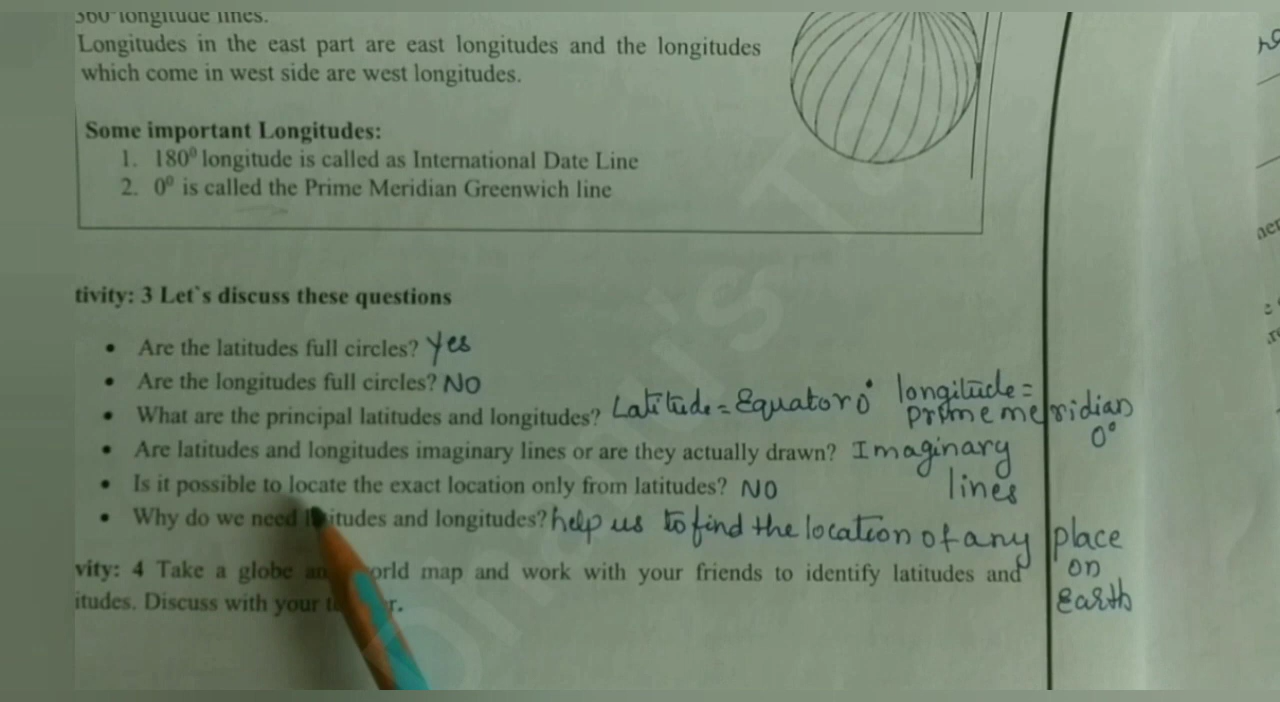 360 longitude lines.
Longitudes in the east part are east longitudes and the longitudes
which come in west side are west longitudes.
Some important Longitudes:
1. 180⁰ longitude is called as International Date Line
2. 0⁰ is called the Prime Meridian Greenwich line
tivity: 3 Let`s discuss these questions
• Are the latitudes full circles? Yes
• Are the longitudes full circles? NO
• What are the principal latitudes and longitudes? Latitude = Equator 0° longitude = prime meridian 0°
• Are latitudes and longitudes imaginary lines or are they actually drawn? Imaginary lines
• Is it possible to locate the exact location only from latitudes? NO
• Why do we need l itudes and longitudes? help us to find the location of any place on Earth
vity: 4 Take a globe an orld map and work with your friends to identify latitudes and
itudes. Discuss with your t r.